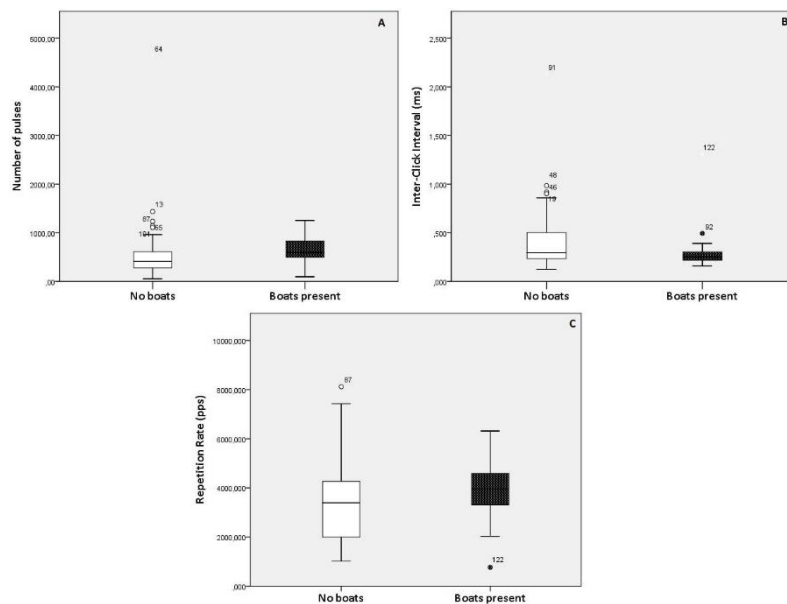 A
Number of pulses
6000,00
5000,00
4000,00
3000,00
2000,00
1000,00
,00
64
13
67
65
No boats
Boats present
B
Inter-Click Interval (ms)
2,500
2,000
1,500
1,000
,500
,000
91
48
46
19
122
92
No boats
Boats present
C
Repetition Rate (pps)
10000,000
8000,000
6000,000
4000,000
2000,000
,000
87
122
No boats
Boats present